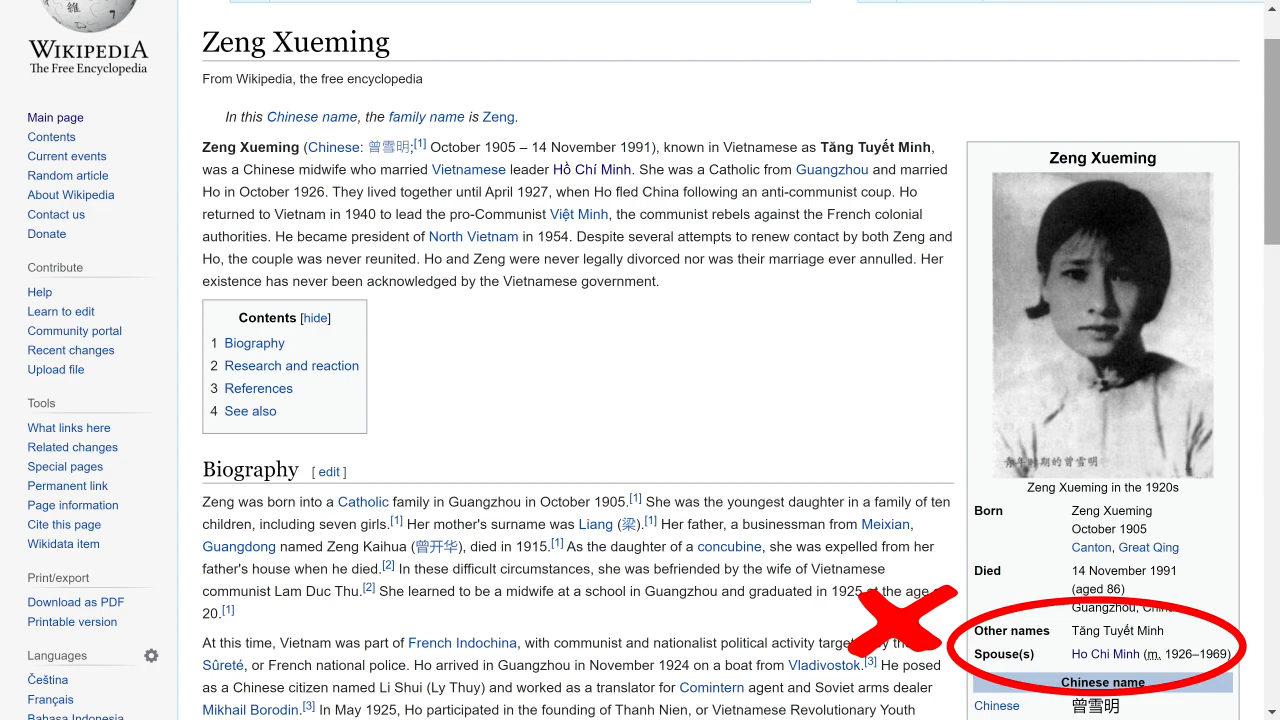 維
WIKIPEDIA
The Free Encyclopedia
Main page
Contents
Current events
Random article
About Wikipedia
Contact us
Donate
Contribute
Help
Learn to edit
Community portal
Recent changes
Upload file
Tools
What links here
Related changes
Special pages
Permanent link
Page information
Cite this page
Wikidata item
Print/export
Download as PDF
Printable version
Languages
Čeština
Français
Bahasa Indonesia
Zeng Xueming
From Wikipedia, the free encyclopedia
In this Chinese name, the family name is Zeng.
Zeng Xueming (Chinese: 曾雪明;[1] October 1905 – 14 November 1991), known in Vietnamese as Tăng Tuyết Minh,
was a Chinese midwife who married Vietnamese leader Hồ Chí Minh. She was a Catholic from Guangzhou and married
Ho in October 1926. They lived together until April 1927, when Ho fled China following an anti-communist coup. Ho
returned to Vietnam in 1940 to lead the pro-Communist Việt Minh, the communist rebels against the French colonial
authorities. He became president of North Vietnam in 1954. Despite several attempts to renew contact by both Zeng and
Ho, the couple was never reunited. Ho and Zeng were never legally divorced nor was their marriage ever annulled. Her
existence has never been acknowledged by the Vietnamese government.
Contents [hide]
1 Biography
2 Research and reaction
3 References
4 See also
Biography [ edit ]
Zeng was born into a Catholic family in Guangzhou in October 1905.[1] She was the youngest daughter in a family of ten
children, including seven girls.[1] Her mother's surname was Liang (梁).[1] Her father, a businessman from Meixian,
Guangdong named Zeng Kaihua (曾开华), died in 1915.[1] As the daughter of a concubine, she was expelled from her
father's house when he died.[2] In these difficult circumstances, she was befriended by the wife of Vietnamese
communist Lam Duc Thu.[2] She learned to be a midwife at a school in Guangzhou and graduated in 1925 at the age
20.[1]
At this time, Vietnam was part of French Indochina, with communist and nationalist political activity
Sûreté, or French national police. Ho arrived in Guangzhou in November 1924 on a boat from Vladivostok.[3] He posed
as a Chinese citizen named Li Shui (Ly Thuy) and worked as a translator for Comintern agent and Soviet arms dealer
Mikhail Borodin.[3] In May 1925, Ho participated in the founding of Thanh Niên, or Vietnamese Revolutionary Youth
Zeng Xueming
青年时期的曾雪明
Zeng Xueming in the 1920s
Born Zeng Xueming
October 1905
Canton, Great Qing
Died 14 November 1991
(aged 86)
Guangzhou, China
Other names Tăng Tuyết Minh
Spouse(s) Ho Chi Minh (m. 1926–1969)
Chinese name
Chinese 曾雪明